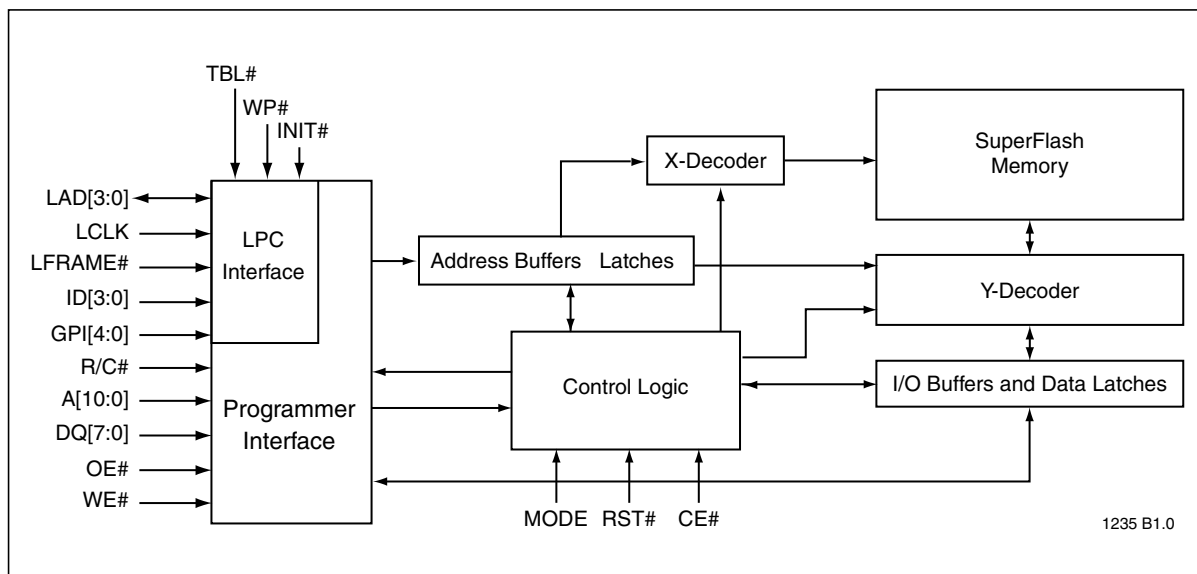 TBL#
WP#
INIT#
LAD[3:0]
LCLK
LFRAME#
ID[3:0]
GPI[4:0]
R/C#
A[10:0]
DQ[7:0]
OE#
WE#
LPC
Interface
Programmer
Interface
Address Buffers Latches
X-Decoder
SuperFlash
Memory
Y-Decoder
Control Logic
I/O Buffers and Data Latches
MODE RST# CE#
1235 B1.0